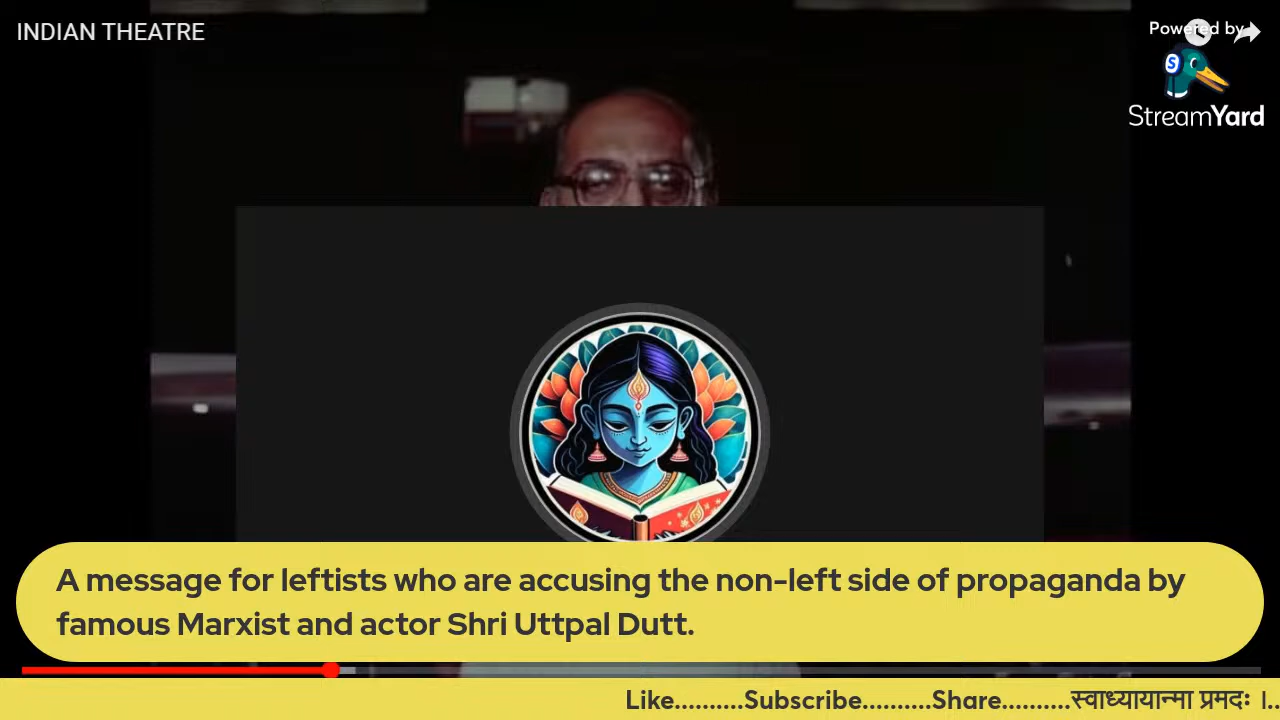 INDIAN THEATRE
Powered by
S
StreamYard
A message for leftists who are accusing the non-left side of propaganda by
famous Marxist and actor Shri Uttpal Dutt.
Like..........Subscribe..........Share..........स्वाध्यायान्मा प्रमदः ।..